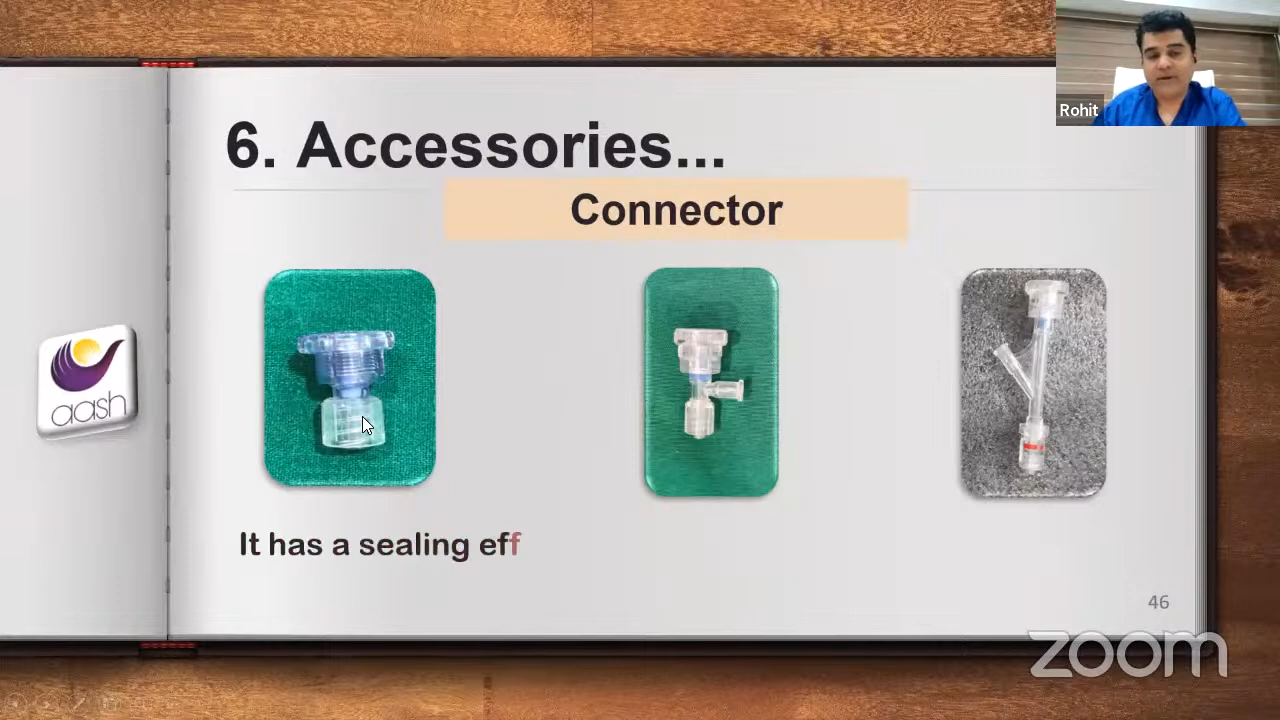 Rohit
6. Accessories...
Connector
aash
It has a sealing eff
46
zoom